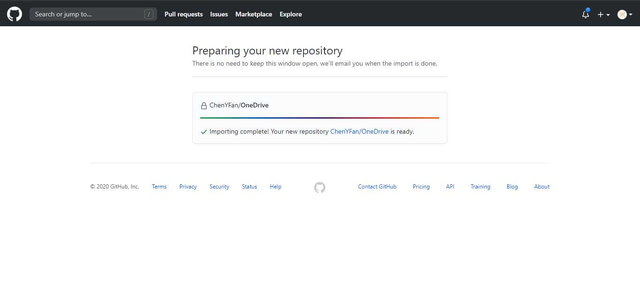 Search or jump to... / Pull requests Issues Marketplace Explore
Preparing your new repository
There is no need to keep this window open, we'll email you when the import is done.
ChenYFan/OneDrive
Importing complete! Your new repository ChenYFan/OneDrive is ready.
© 2020 GitHub, Inc. Terms Privacy Security Status Help Contact GitHub Pricing API Training Blog About